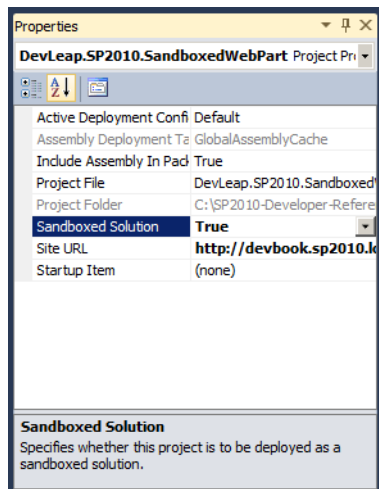 Properties
DevLeap.SP2010.SandboxedWebPart Project Pro
Active Deployment Confi Default
Assembly Deployment Ta GlobalAssemblyCache
Include Assembly In Pack True
Project File DevLeap.SP2010.Sandboxed
Project Folder C:\SP2010-Developer-Refere
Sandboxed Solution True
Site URL http://devbook.sp2010.lo
Startup Item (none)
Sandboxed Solution
Specifies whether this project is to be deployed as a
sandboxed solution.